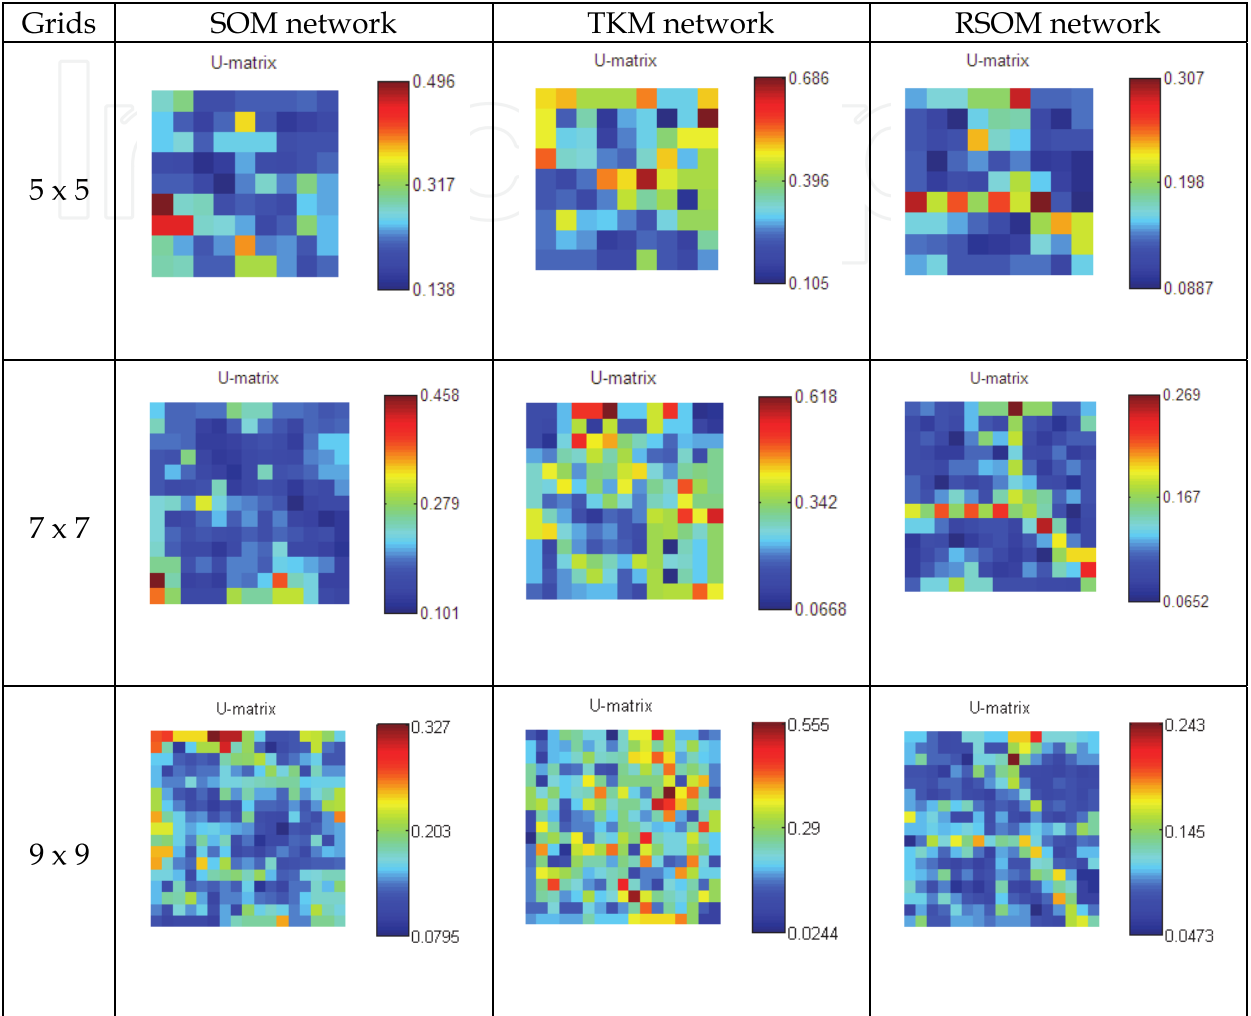 Grids SOM network TKM network RSOM network
5 x 5
U-matrix
0.496
0.317
0.138
U-matrix
0.686
0.396
0.105
U-matrix
0.307
0.198
0.0887
7 x 7
U-matrix
0.458
0.279
0.101
U-matrix
0.618
0.342
0.0668
U-matrix
0.269
0.167
0.0652
9 x 9
U-matrix
0.327
0.203
0.0795
U-matrix
0.555
0.29
0.0244
U-matrix
0.243
0.145
0.0473